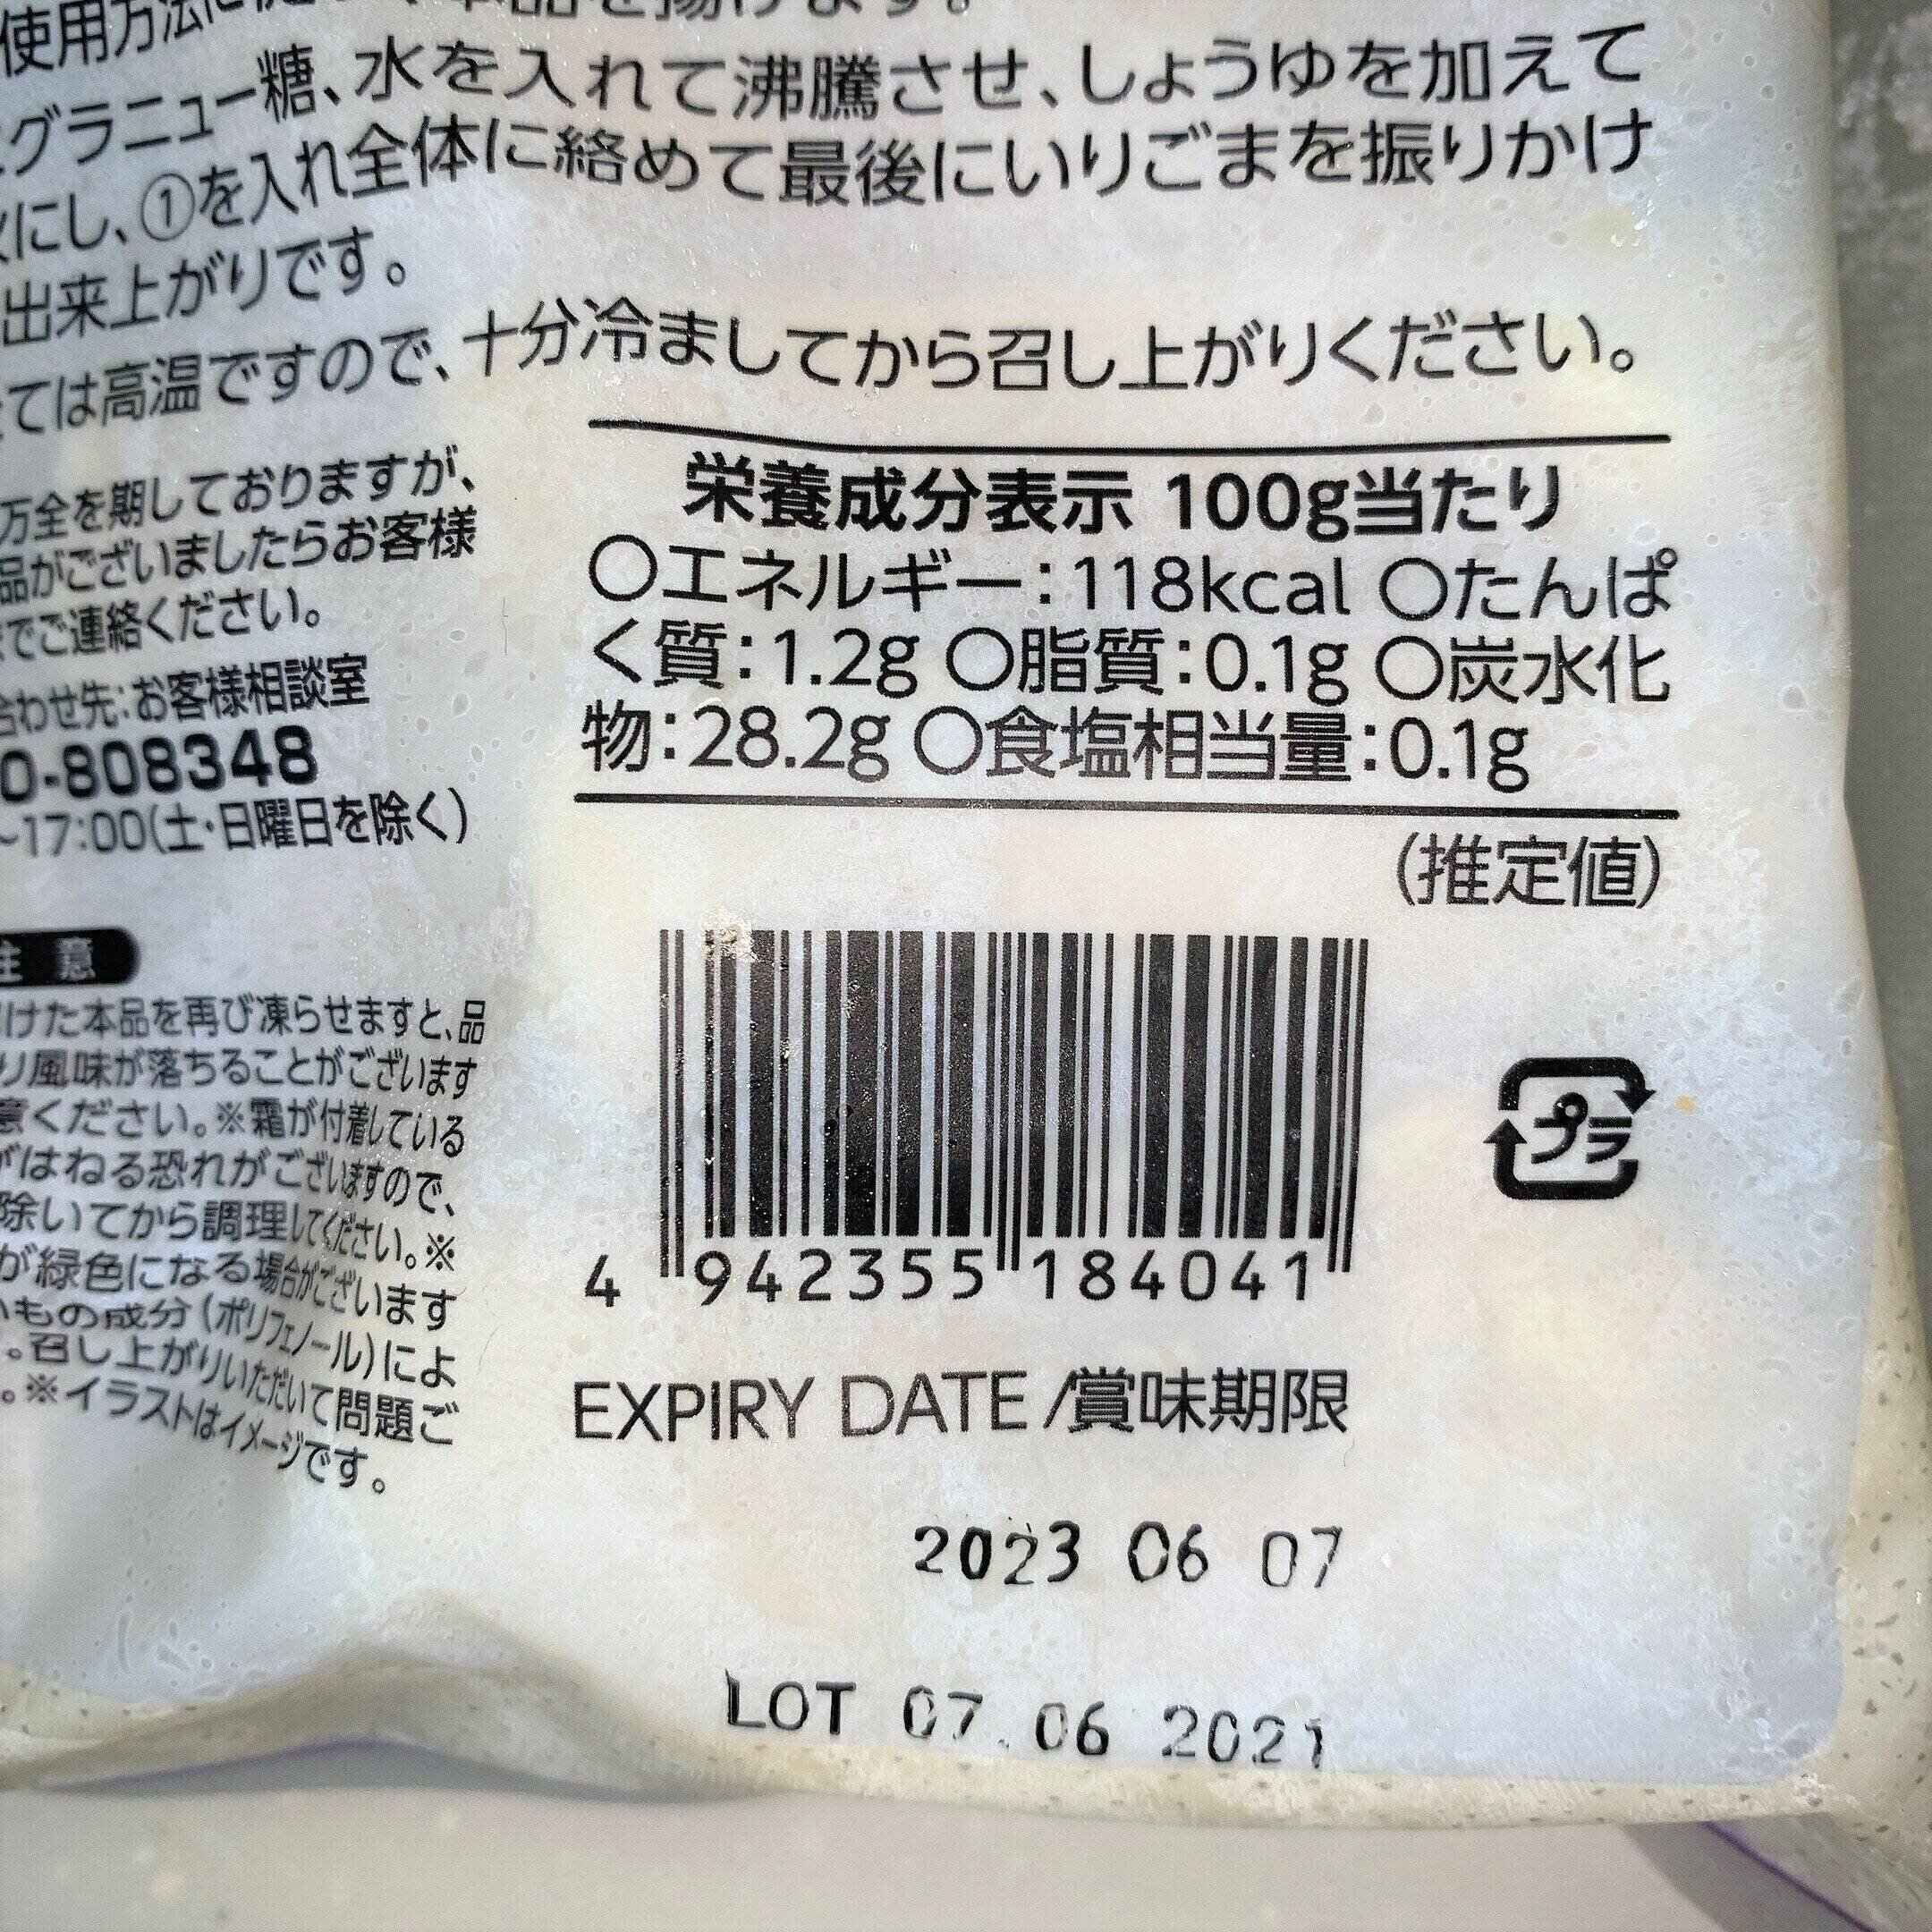 使用方法に
グラニュー糖、水を入れて沸騰させ、しょうゆを加えて
にし、①を入れ全体に絡めて最後にいりごまを振りかけ
出来上がりです。
ては高温ですので、十分冷ましてから召し上がりください。
万全を期しておりますが、
品がございましたらお客様
でご連絡ください。
合わせ先:お客様相談室
0-808348
~17:00(土・日曜日を除く)
栄養成分表示 100g当たり
〇エネルギー:118kcal 〇たんぱ
く質:1.2g 〇脂質:0.1g 〇炭水化
物:28.2g 〇食塩相当量:0.1g
(推定値)
注意
けた本品を再び凍らせますと、品
り風味が落ちることがございます
意ください。※霜が付着している
がはねる恐れがございますので、
除いてから調理してください。※
が緑色になる場合がございます
いもの成分(ポリフェノール)によ
。召し上がりいただいて問題ご
。※イラストはイメージです。
4 942355 184041
プラ
EXPIRY DATE/賞味期限
2023 06 07
LOT 07.06 2021